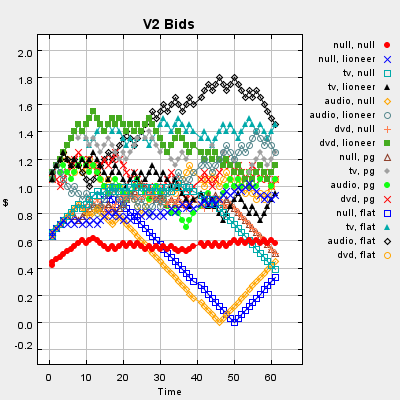 V2 Bids
2.0
1.8
1.6
1.4
1.2
1.0
0.8
0.6
0.4
0.2
0.0
-0.2
$
0 10 20 30 40 50 60
Time
null, null
null, lioneer
tv, null
tv, lioneer
audio, null
audio, lioneer
dvd, null
dvd, lioneer
null, pg
tv, pg
audio, pg
dvd, pg
null, flat
tv, flat
audio, flat
dvd, flat